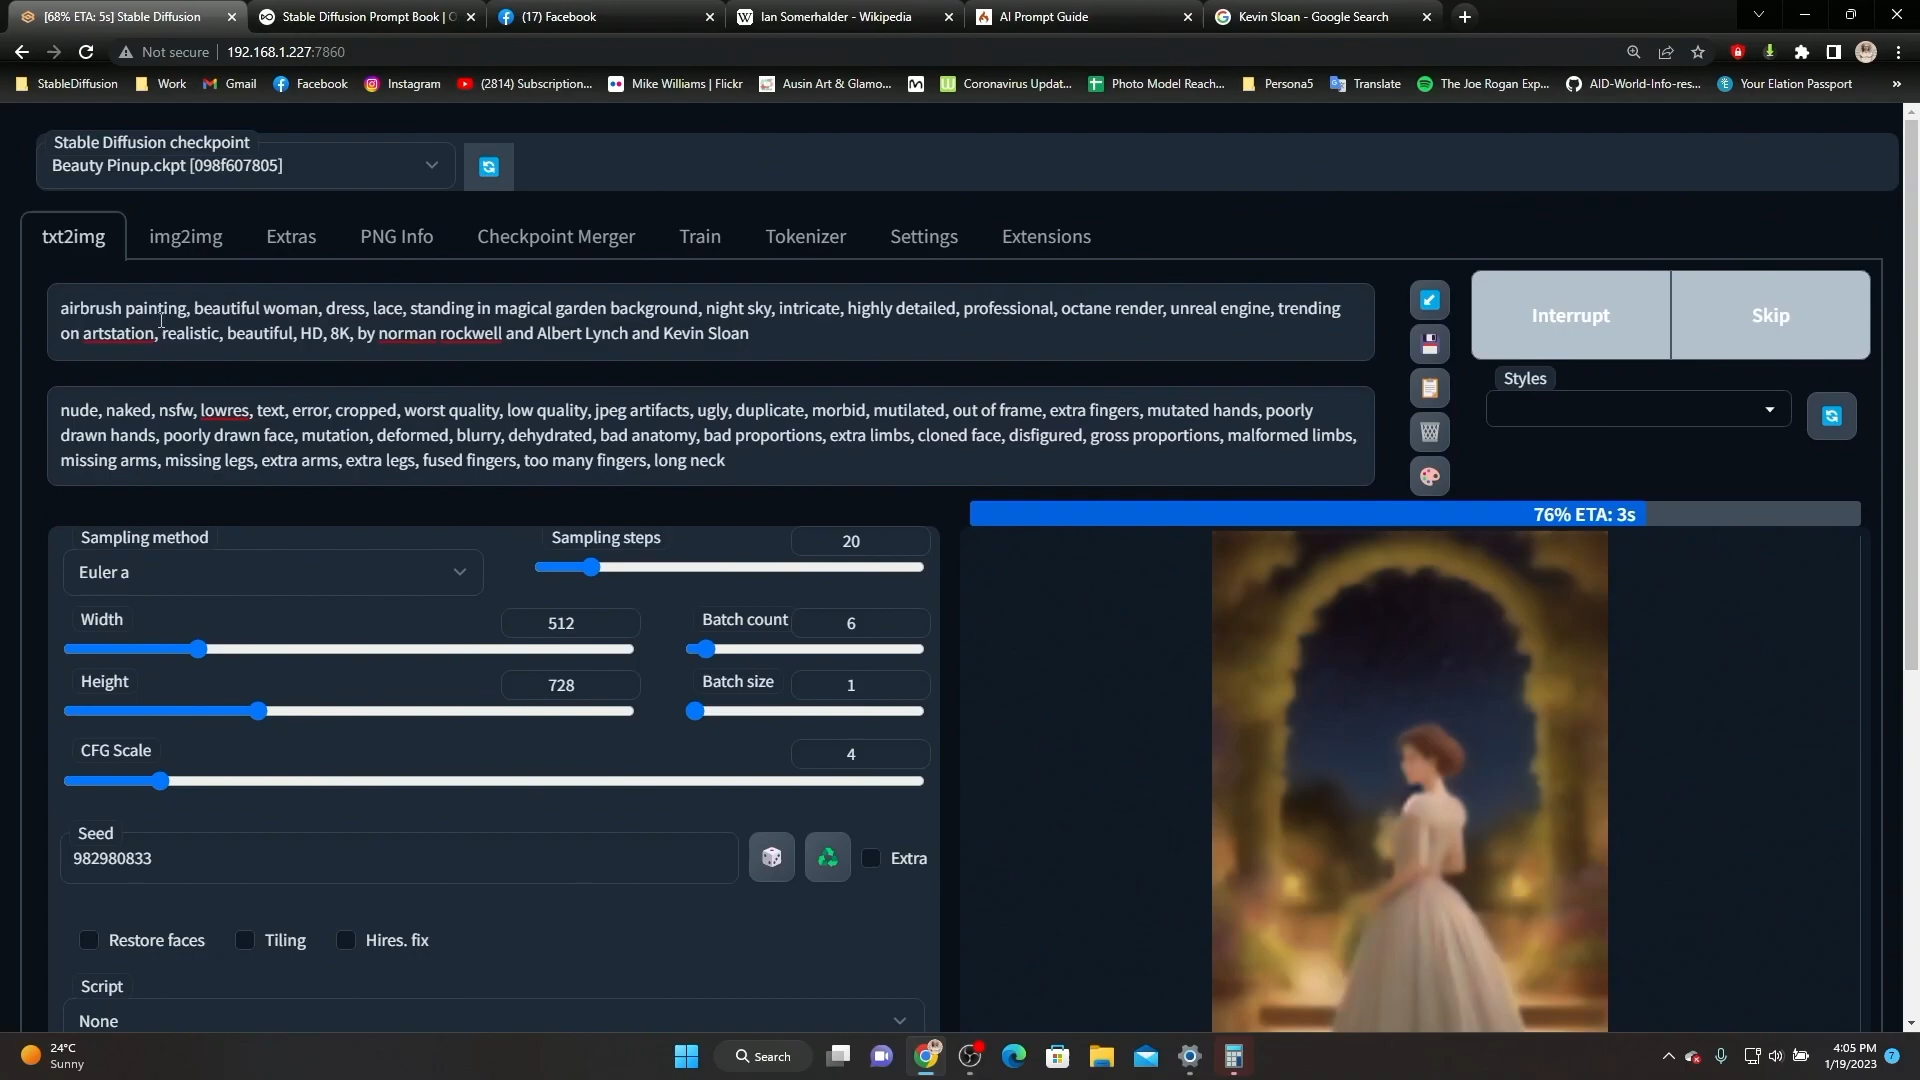 [68% ETA: 5s] Stable Diffusion
Stable Diffusion Prompt Book | O
(17) Facebook
Ian Somerhalder - Wikipedia
AI Prompt Guide
Kevin Sloan - Google Search
Not secure
192.168.1.227:7860
StableDiffusion
Work
Gmail
Facebook
Instagram
(2814) Subscription...
Mike Williams | Flickr
Ausin Art & Glamo...
Coronavirus Updat...
Photo Model Reach...
Persona5
Translate
The Joe Rogan Exp...
AID-World-Info-res...
Your Elation Passport
»
Stable Diffusion checkpoint
Beauty Pinup.ckpt [098f607805]
txt2img
img2img
Extras
PNG Info
Checkpoint Merger
Train
Tokenizer
Settings
Extensions
airbrush painting, beautiful woman, dress, lace, standing in magical garden background, night sky, intricate, highly detailed, professional, octane render, unreal engine, trending
on artstation, realistic, beautiful, HD, 8K, by norman rockwell and Albert Lynch and Kevin Sloan
Interrupt
Skip
Styles
nude, naked, nsfw, lowres, text, error, cropped, worst quality, low quality, jpeg artifacts, ugly, duplicate, morbid, mutilated, out of frame, extra fingers, mutated hands, poorly
drawn hands, poorly drawn face, mutation, deformed, blurry, dehydrated, bad anatomy, bad proportions, extra limbs, cloned face, disfigured, gross proportions, malformed limbs,
missing arms, missing legs, extra arms, extra legs, fused fingers, too many fingers, long neck
76% ETA: 3s
Sampling method
Euler a
Sampling steps
20
Width
512
Batch count
6
Height
728
Batch size
1
CFG Scale
4
Seed
982980833
Extra
Restore faces
Tiling
Hires. fix
Script
None
24°C
Sunny
Search
4:05 PM
1/19/2023
7